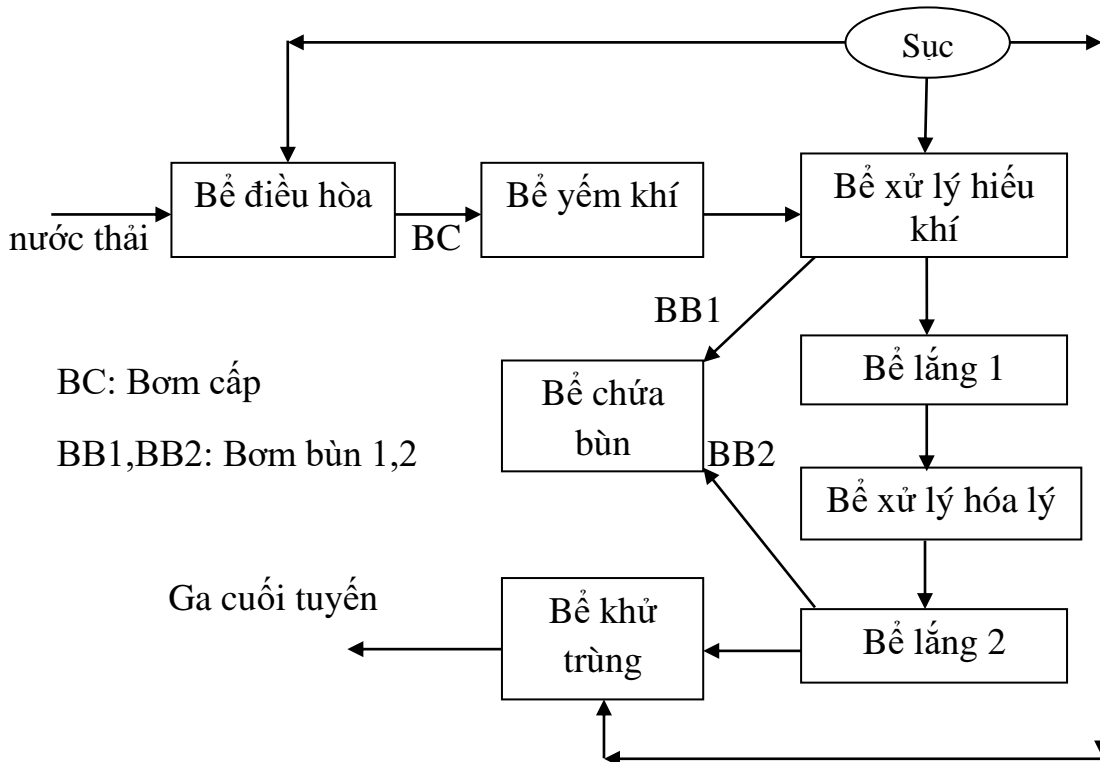 Sục
Bể điều hòa
Bể yếm khí
Bể xử lý hiếu
khí
nước thải
BC
BB1
Bể lắng 1
BC: Bơm cấp
Bể chứa
bùn
BB1,BB2: Bơm bùn 1,2
BB2
Bể xử lý hóa lý
Ga cuối tuyến
Bể khử
trùng
Bể lắng 2